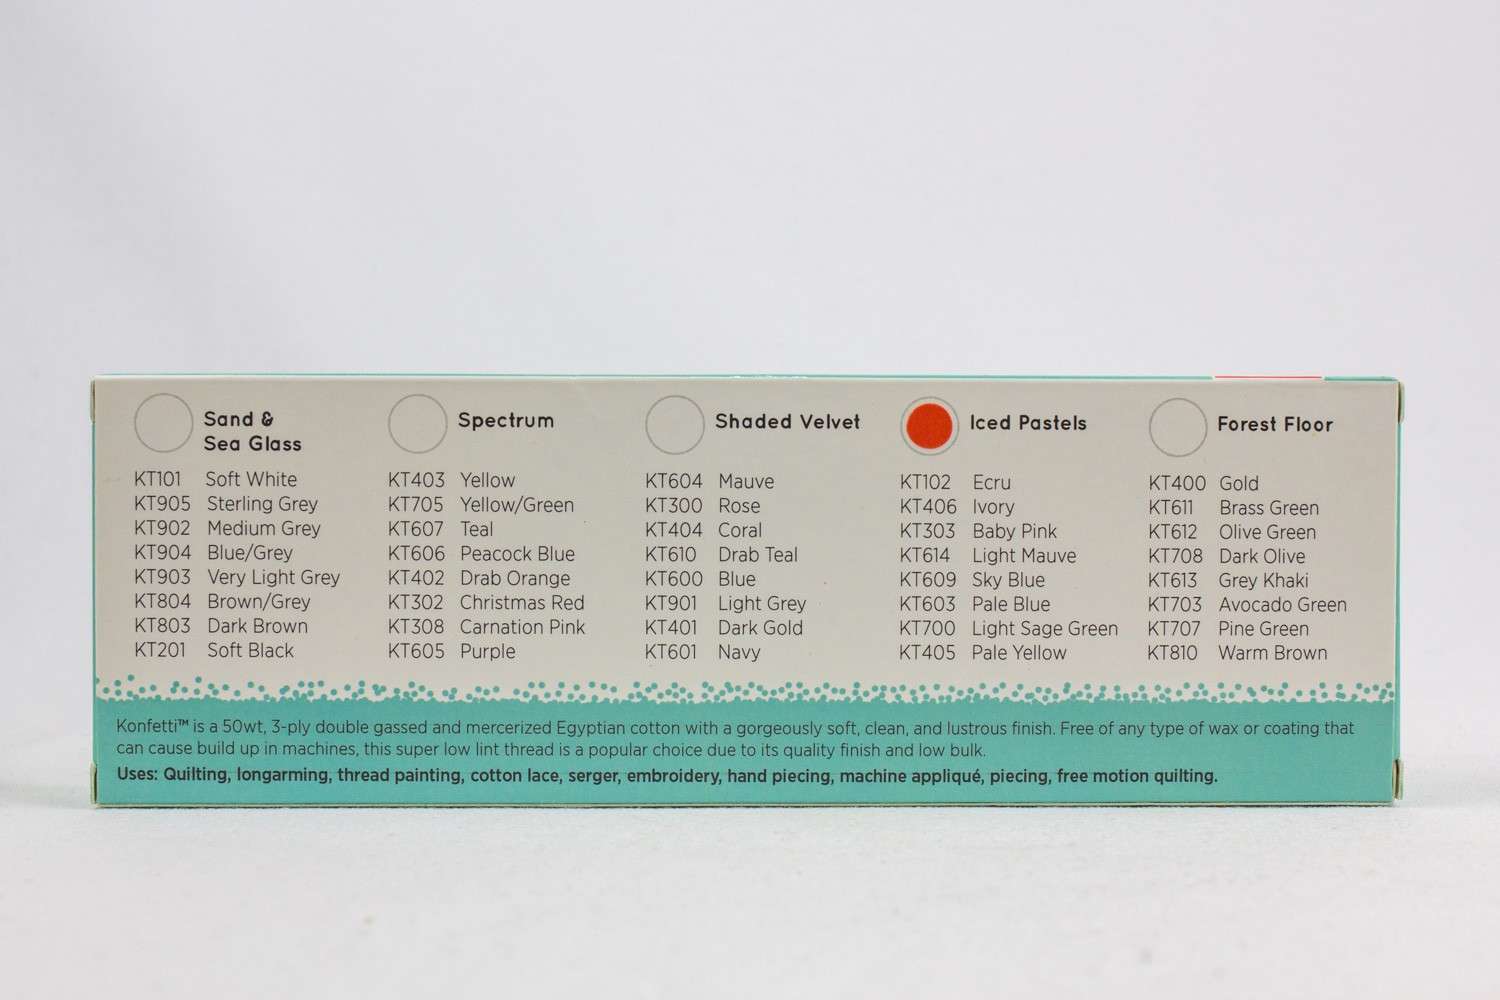 Sand &
Sea Glass
KT101 Soft White
KT905 Sterling Grey
KT902 Medium Grey
KT904 Blue/Grey
KT903 Very Light Grey
KT804 Brown/Grey
KT803 Dark Brown
KT201 Soft Black
Spectrum
KT403 Yellow
KT705 Yellow/Green
KT607 Teal
KT606 Peacock Blue
KT402 Drab Orange
KT302 Christmas Red
KT308 Carnation Pink
KT605 Purple
Shaded Velvet
KT604 Mauve
KT300 Rose
KT404 Coral
KT610 Drab Teal
KT600 Blue
KT901 Light Grey
KT401 Dark Gold
KT601 Navy
Iced Pastels
KT102 Ecru
KT406 Ivory
KT303 Baby Pink
KT614 Light Mauve
KT609 Sky Blue
KT603 Pale Blue
KT700 Light Sage Green
KT405 Pale Yellow
Forest Floor
KT400 Gold
KT611 Brass Green
KT612 Olive Green
KT708 Dark Olive
KT613 Grey Khaki
KT703 Avocado Green
KT707 Pine Green
KT810 Warm Brown
Konfetti™ is a 50wt, 3-ply double gassed and mercerized Egyptian cotton with a gorgeously soft, clean, and lustrous finish. Free of any type of wax or coating that
can cause build up in machines, this super low lint thread is a popular choice due to its quality finish and low bulk.
Uses: Quilting, longarming, thread painting, cotton lace, serger, embroidery, hand piecing, machine appliqué, piecing, free motion quilting.